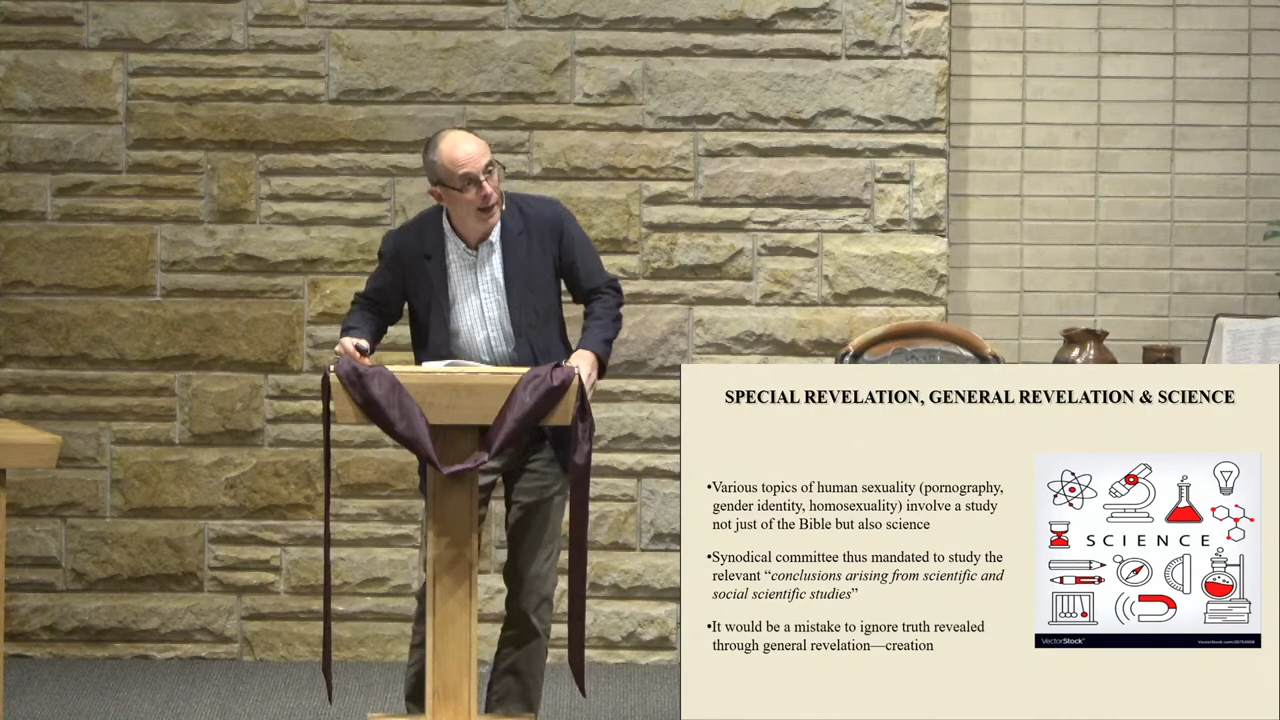 SPECIAL REVELATION, GENERAL REVELATION & SCIENCE
•Various topics of human sexuality (pornography,
gender identity, homosexuality) involve a study
not just of the Bible but also science
•Synodical committee thus mandated to study the
relevant “conclusions arising from scientific and
social scientific studies”
•It would be a mistake to ignore truth revealed
through general revelation—creation
SCIENCE
VectorStock